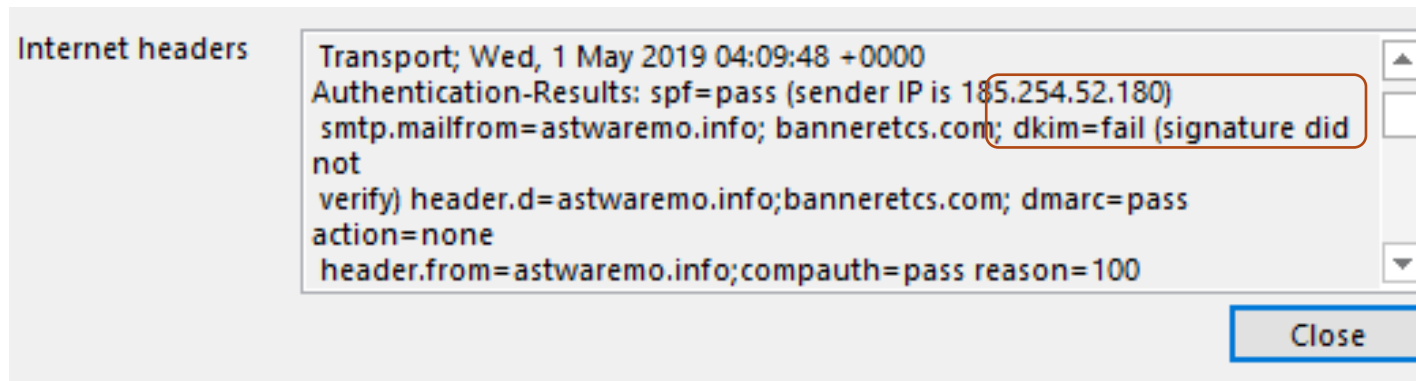 Internet headers
Transport; Wed, 1 May 2019 04:09:48 +0000
Authentication-Results: spf=pass (sender IP is 185.254.52.180)
smtp.mailfrom=astwaremo.info; banneretcs.com; dkim=fail (signature did
not
verify) header.d=astwaremo.info;banneretcs.com; dmarc=pass
action=none
header.from=astwaremo.info;compauth=pass reason=100
Close